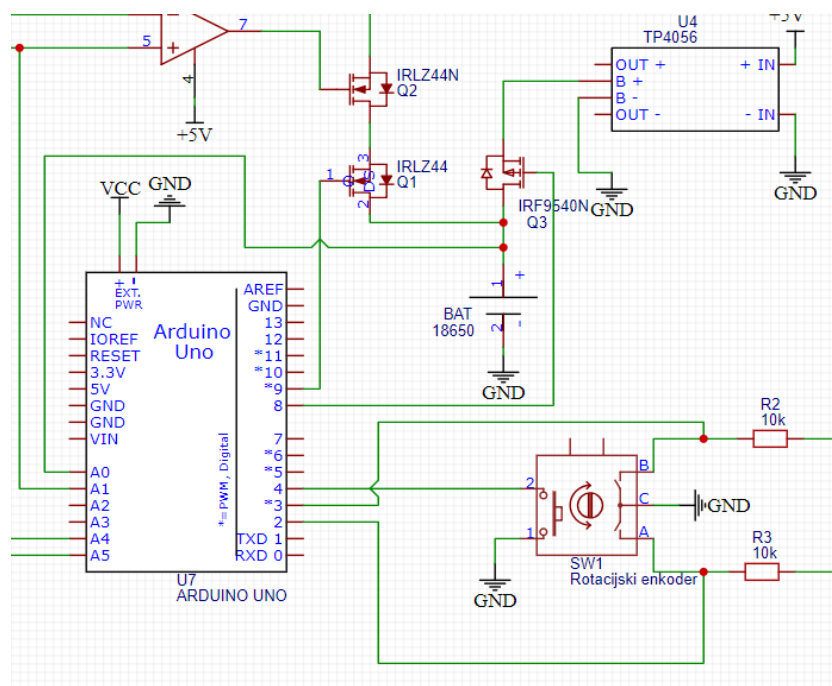 7
5
4
+5V
IRLZ44N
Q2
3
IRLZ44
1
Q1
2
U4
TP4056
+5V
OUT +
+ IN
B +
B -
OUT -
- IN
GND
GND
IRF9540N
Q3
VCC
GND
+
-
EXT.
PWR
NC
IOREF
RESET
3.3V
5V
GND
GND
VIN
A0
A1
A2
A3
A4
A5
Arduino
Uno
*=PWM, Digital
AREF
GND
13
12
*11
*10
*9
8
7
*6
*5
4
*3
2
TXD 1
RXD 0
U7
ARDUINO UNO
1
+
BAT
18650
2
-
GND
R2
10k
B
2
C
GND
1
A
SW1
Rotacijski enkoder
GND
R3
10k